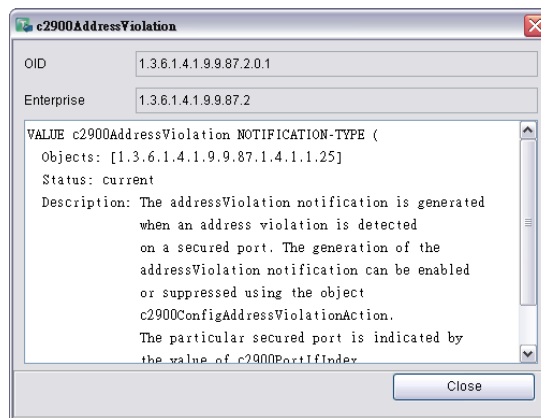 c2900AddressViolation
OID 1.3.6.1.4.1.9.9.87.2.0.1
Enterprise 1.3.6.1.4.1.9.9.87.2
VALUE c2900AddressViolation NOTIFICATION-TYPE (
Objects: [1.3.6.1.4.1.9.9.87.1.4.1.1.25]
Status: current
Description: The addressViolation notification is generated
when an address violation is detected
on a secured port. The generation of the
addressViolation notification can be enabled
or suppressed using the object
c2900ConfigAddressViolationAction.
The particular secured port is indicated by
the value of c2900PortIfIndex
Close